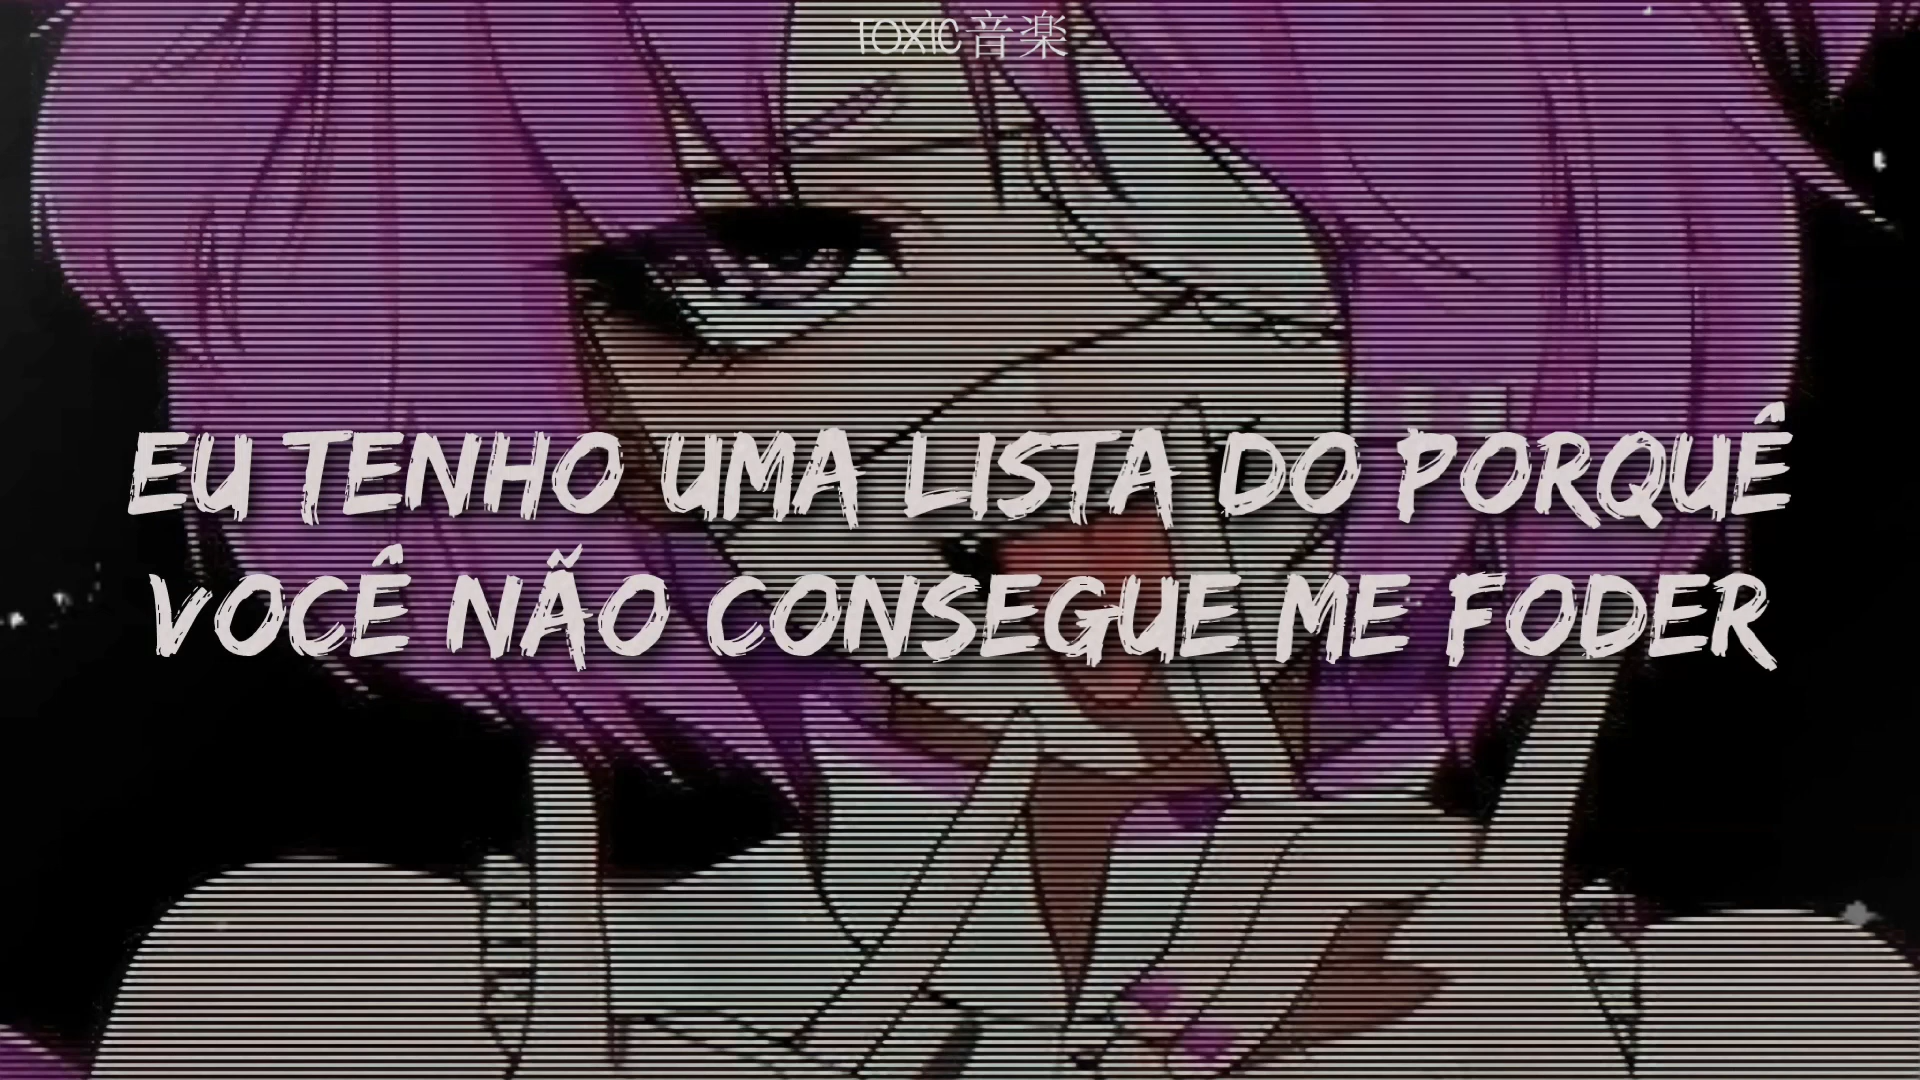 TOXIC音楽
EU TENHO UMA LISTA DO PORQUÊ
VOCÊ NÃO CONSEGUE ME FODER